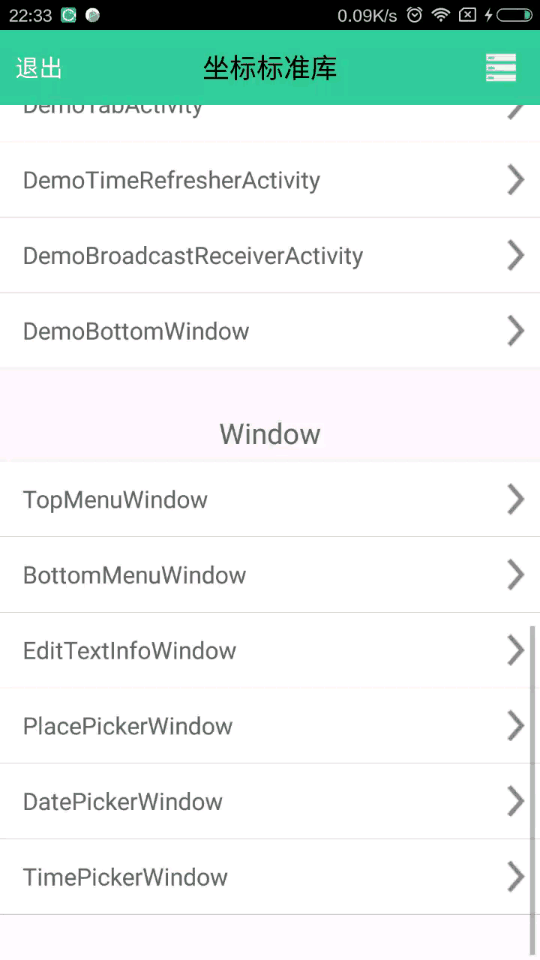 22:33
0.09K/s
退出
坐标标准库
DemoTabActivity
DemoTimeRefresherActivity
DemoBroadcastReceiverActivity
DemoBottomWindow
Window
TopMenuWindow
BottomMenuWindow
EditTextInfoWindow
PlacePickerWindow
DatePickerWindow
TimePickerWindow